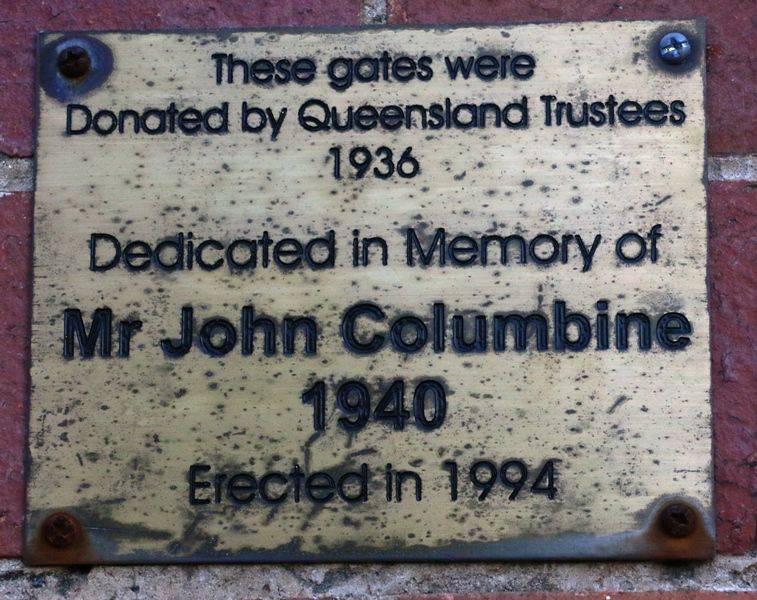 These gates were
Donated by Queensland Trustees
1936
Dedicated in Memory of
Mr John Columbine
1940
Erected in 1994